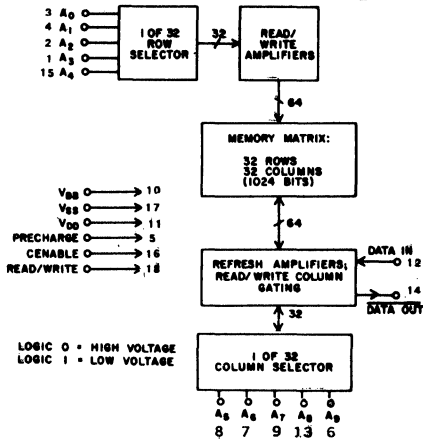 3 A0
4 A1
2 A2
1 A3
15 A4
1 OF 32
ROW
SELECTOR
32
READ/
WRITE
AMPLIFIERS
64
MEMORY MATRIX:
32 ROWS
32 COLUMNS
(1024 BITS)
64
VBB 10
VSS 17
VDD 11
PRECHARGE 5
CENABLE 16
READ/WRITE 18
REFRESH AMPLIFIERS;
READ/WRITE COLUMN
GATING
DATA IN
12
14
DATA OUT
32
LOGIC 0 = HIGH VOLTAGE
LOGIC 1 = LOW VOLTAGE
1 OF 32
COLUMN SELECTOR
A5 A6 A7 A8 A9
8 7 9 13 6